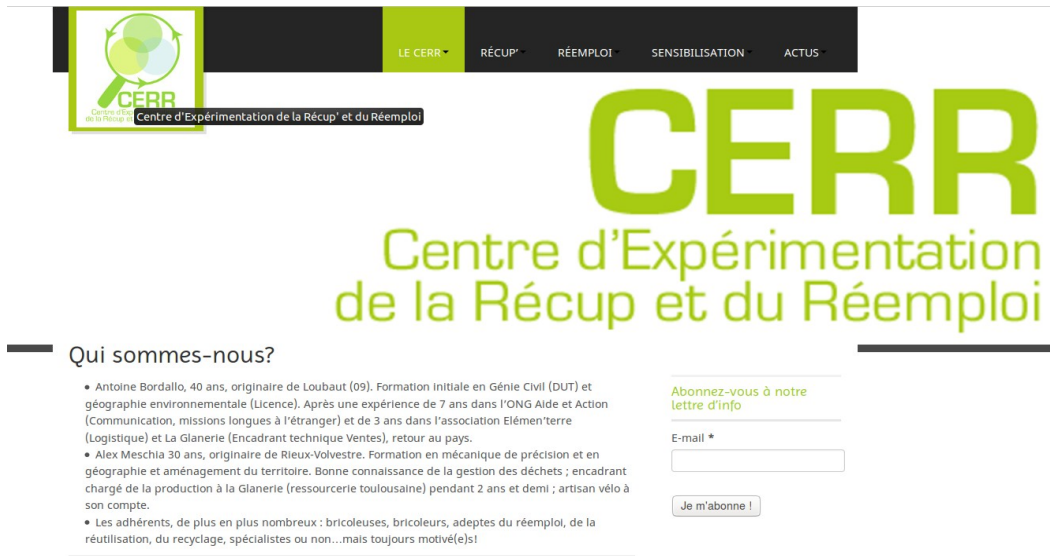 LE CERR
RÉCUP'
RÉEMPLOI
SENSIBILISATION
ACTUS
CERR
Centre d'Ex
de la Récup et
Centre d'Expérimentation de la Récup' et du Réemploi
CERR
Centre d'Expérimentation
de la Récup et du Réemploi
Qui sommes-nous?
• Antoine Bordallo, 40 ans, originaire de Loubaut (09). Formation initiale en Génie Civil (DUT) et
géographie environnementale (Licence). Après une expérience de 7 ans dans l'ONG Aide et Action
(Communication, missions longues à l'étranger) et de 3 ans dans l'association Elémen'terre
(Logistique) et La Glanerie (Encadrant technique Ventes), retour au pays.
• Alex Meschia 30 ans, originaire de Rieux-Volvestre. Formation en mécanique de précision et en
géographie et aménagement du territoire. Bonne connaissance de la gestion des déchets ; encadrant
chargé de la production à la Glanerie (ressourcerie toulousaine) pendant 2 ans et demi ; artisan vélo à
son compte.
• Les adhérents, de plus en plus nombreux : bricoleuses, bricoleurs, adeptes du réemploi, de la
réutilisation, du recyclage, spécialistes ou non...mais toujours motivé(e)s!
Abonnez-vous à notre
lettre d'info
E-mail *
Je m'abonne !